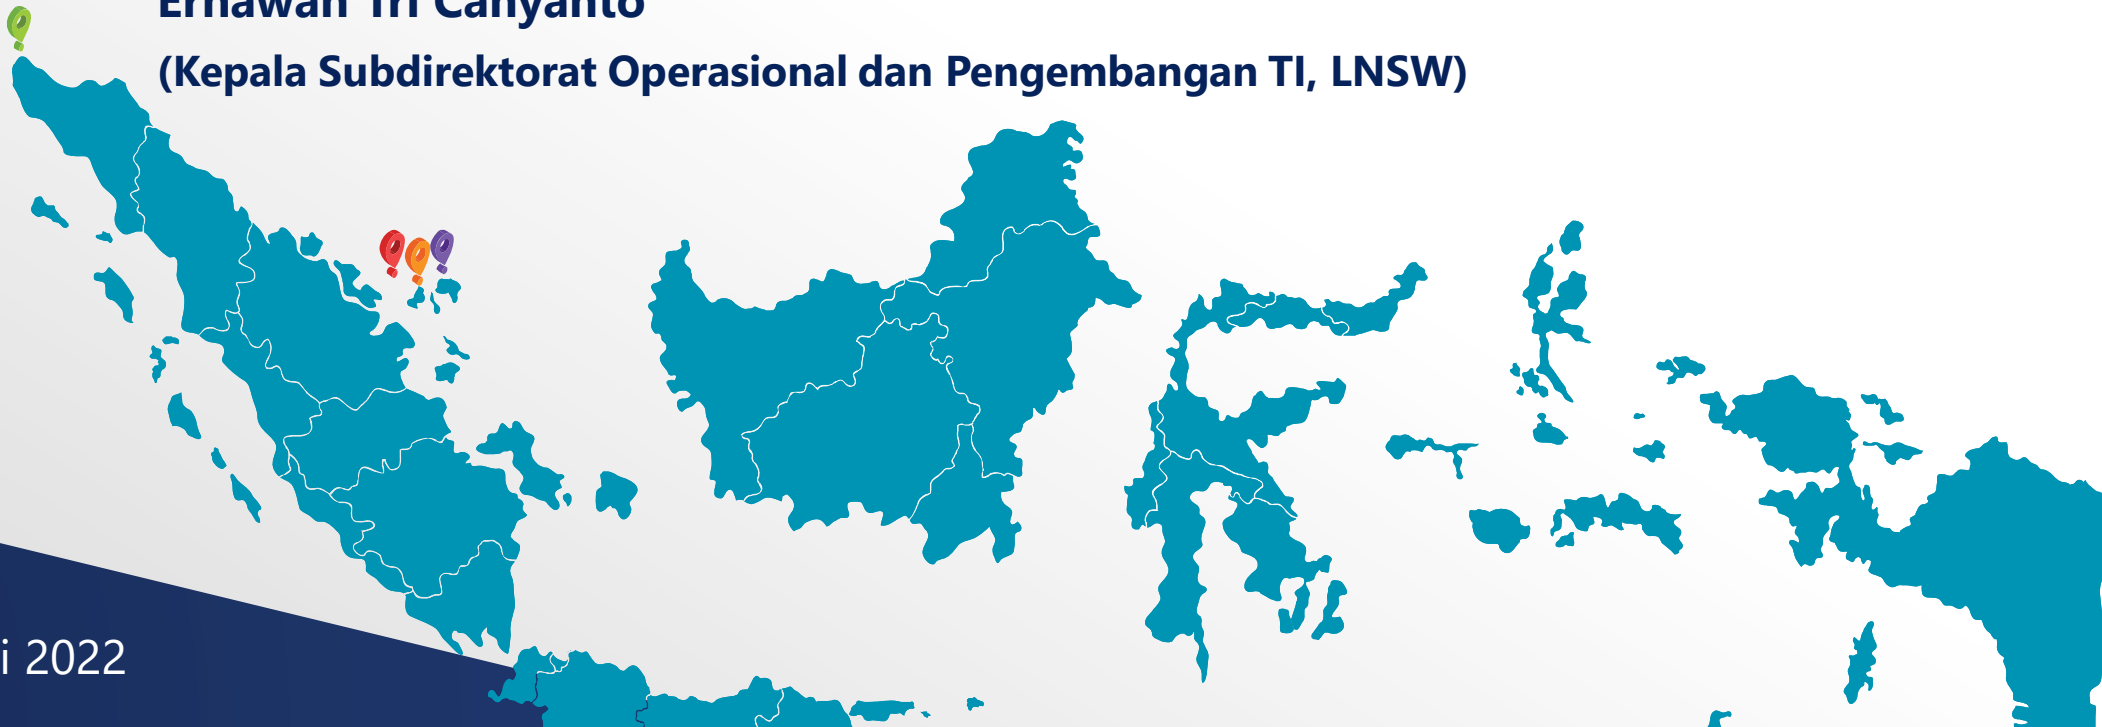 Ernawan Tri Cahyanto
(Kepala Subdirektorat Operasional dan Pengembangan TI, LNSW)
i 2022